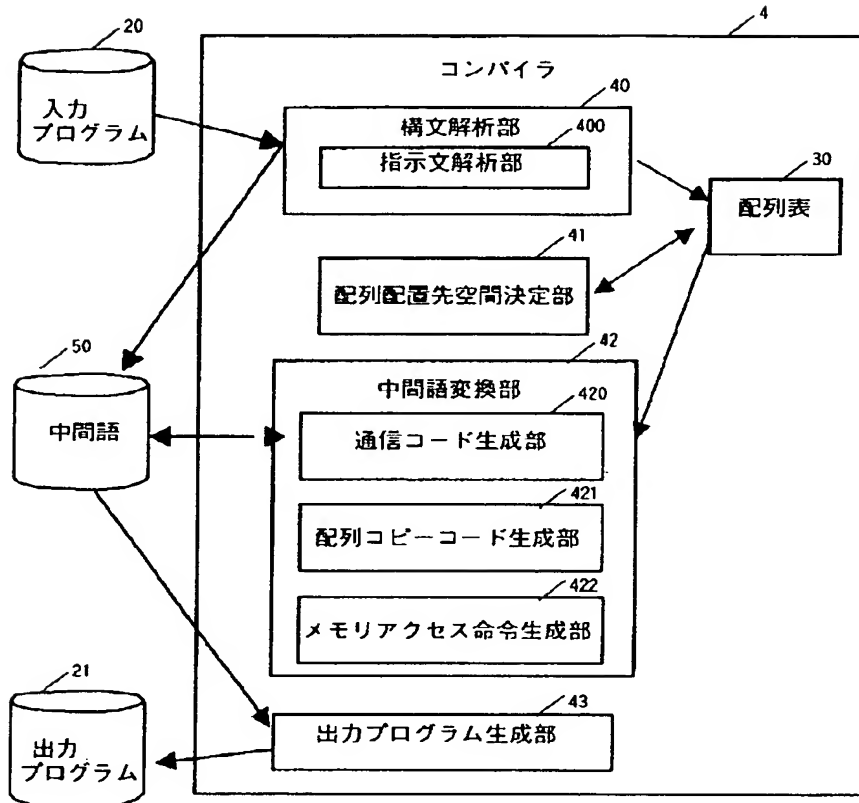 4
20
コンパイラ
入力
プログラム
40
構文解析部
400
指示文解析部
30
配列表
41
配列配置先空間決定部
50
中間語
42
中間語変換部
420
通信コード生成部
421
配列コピーコード生成部
422
メモリアクセス命令生成部
21
出力
プログラム
43
出力プログラム生成部